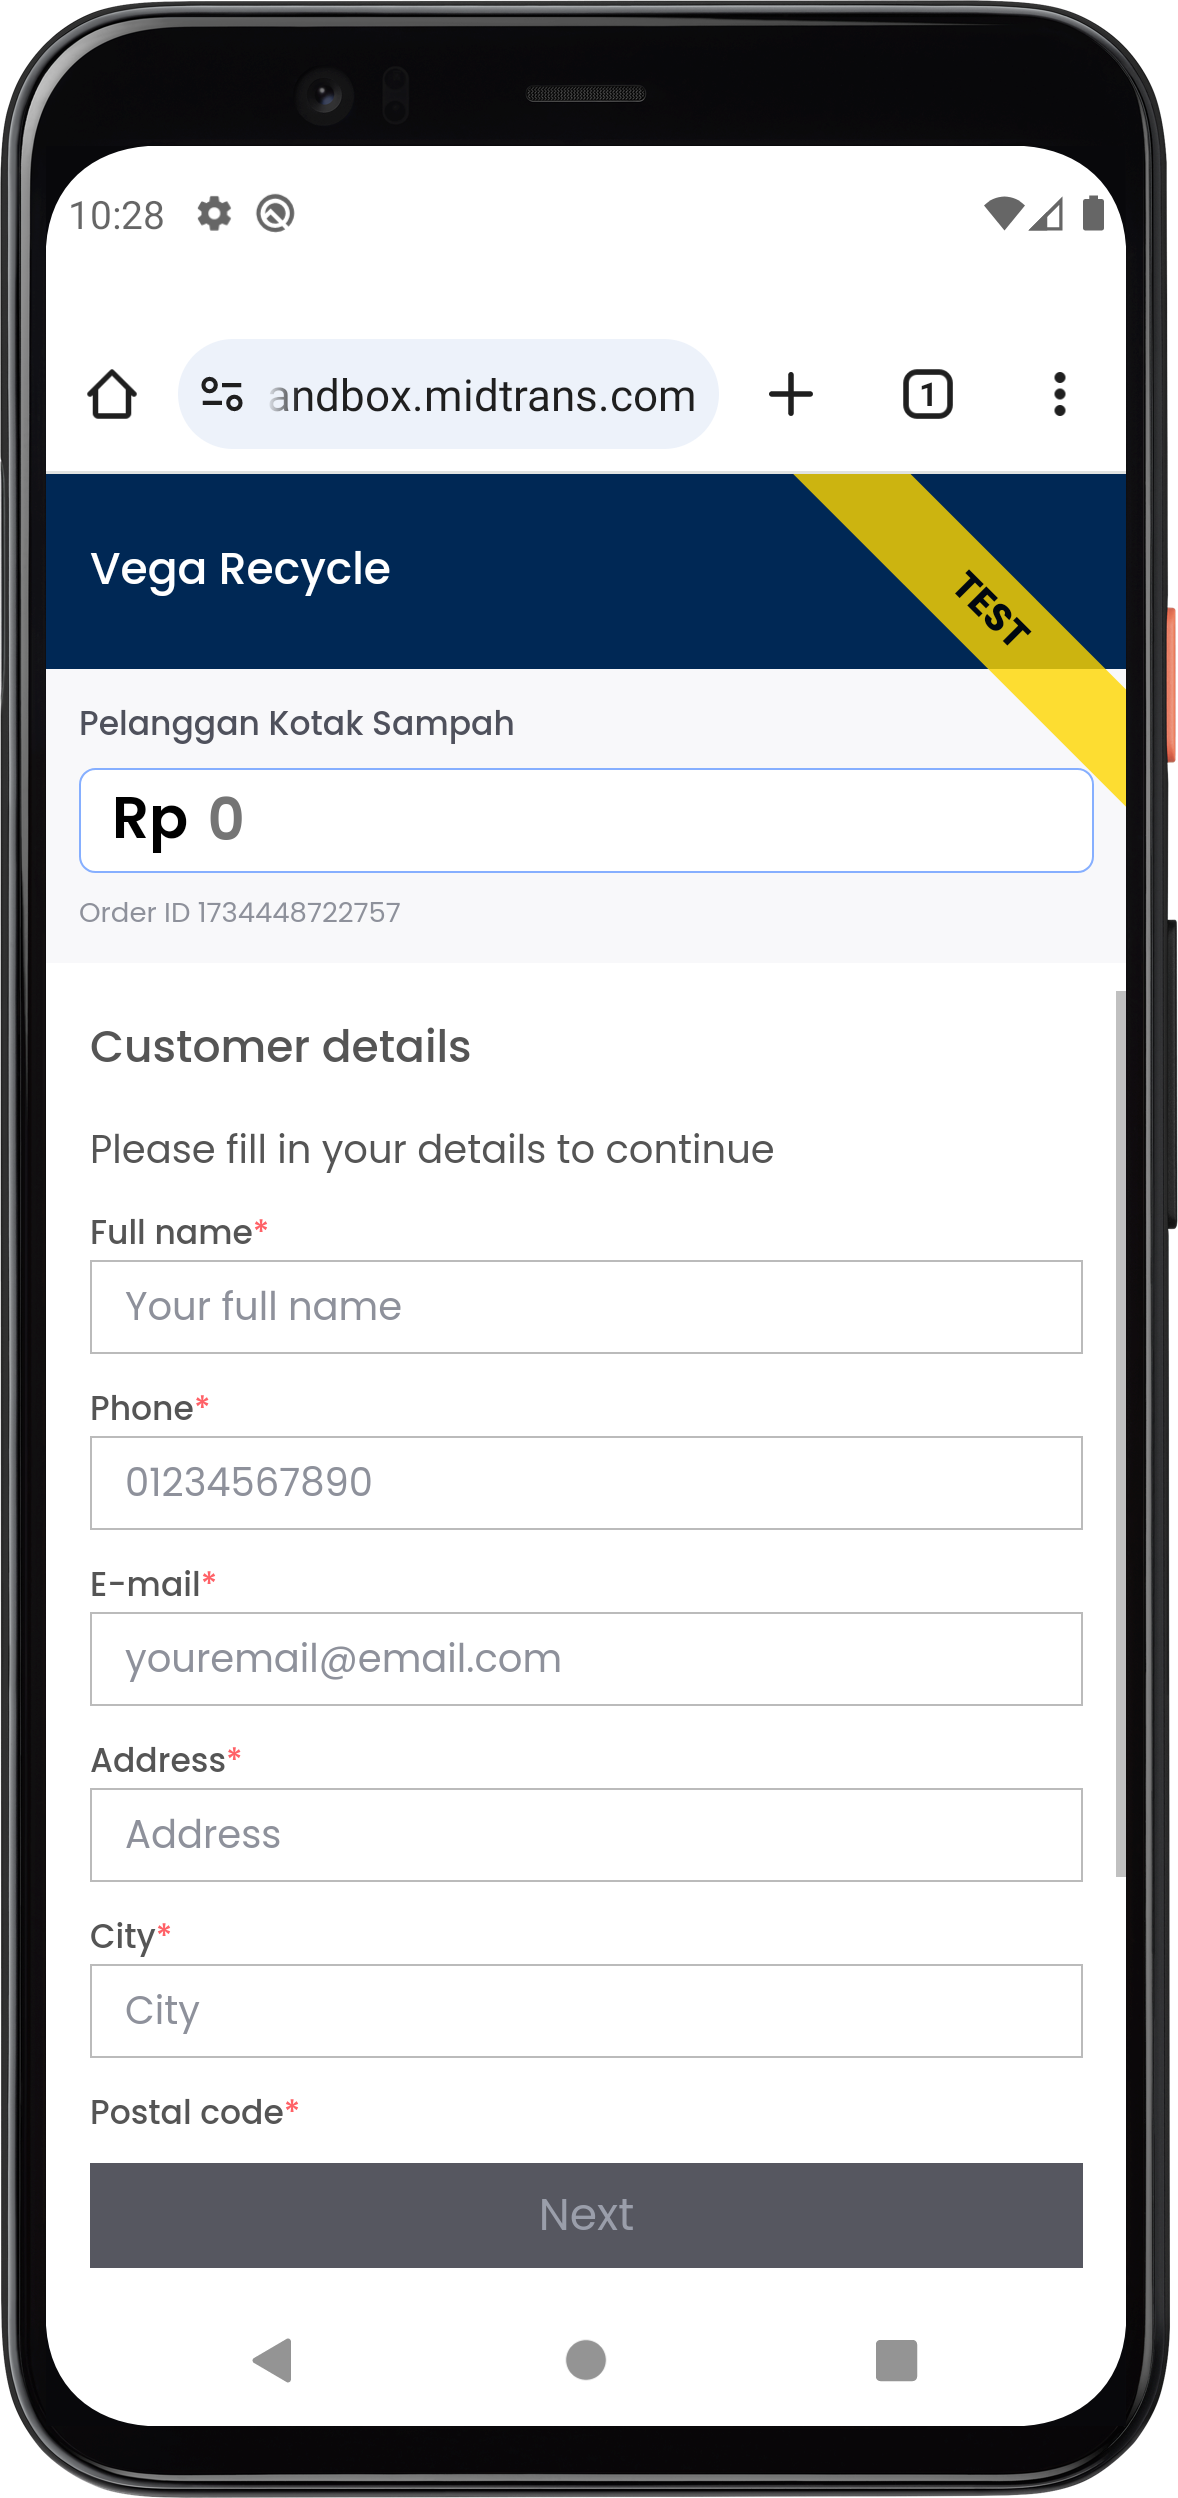 10:28
andbox.midtrans.com
1
Vega Recycle
TEST
Pelanggan Kotak Sampah
Rp 0
Order ID 1734448722757
Customer details
Please fill in your details to continue
Full name*
Your full name
Phone*
01234567890
E-mail*
youremail@email.com
Address*
Address
City*
City
Postal code*
Next